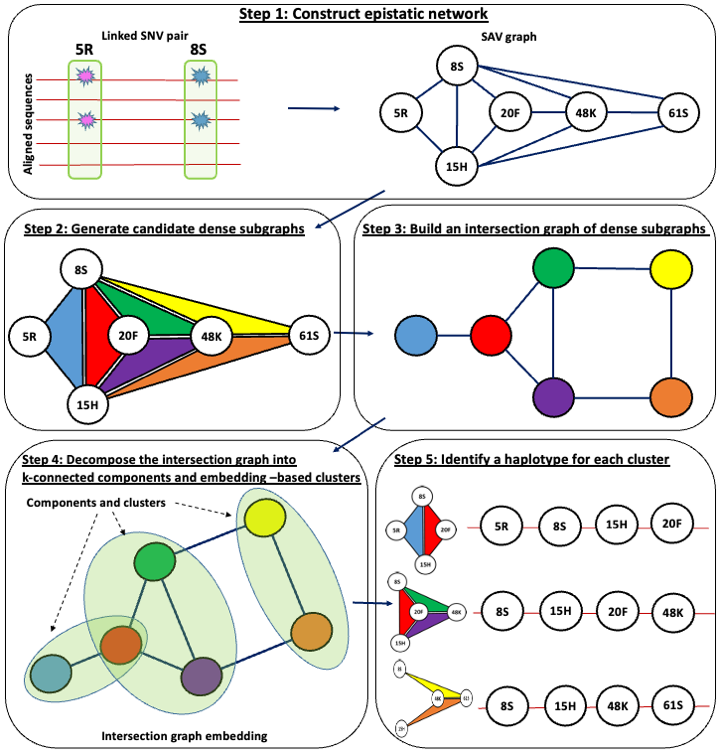 Step 1: Construct epistatic network
Linked SNV pair
SAV graph
5R
8S
Aligned sequences
8S
5R
20F
48K
61S
15H
Step 2: Generate candidate dense subgraphs
8S
5R
20F
48K
61S
15H
Step 3: Build an intersection graph of dense subgraphs
Step 4: Decompose the intersection graph into
k-connected components and embedding –based clusters
Components and clusters
Intersection graph embedding
Step 5: Identify a haplotype for each cluster
8S
5R
20F
15H
5R
8S
15H
20F
8S
20F
48K
15H
8S
15H
20F
48K
8S
15H
48K
61S